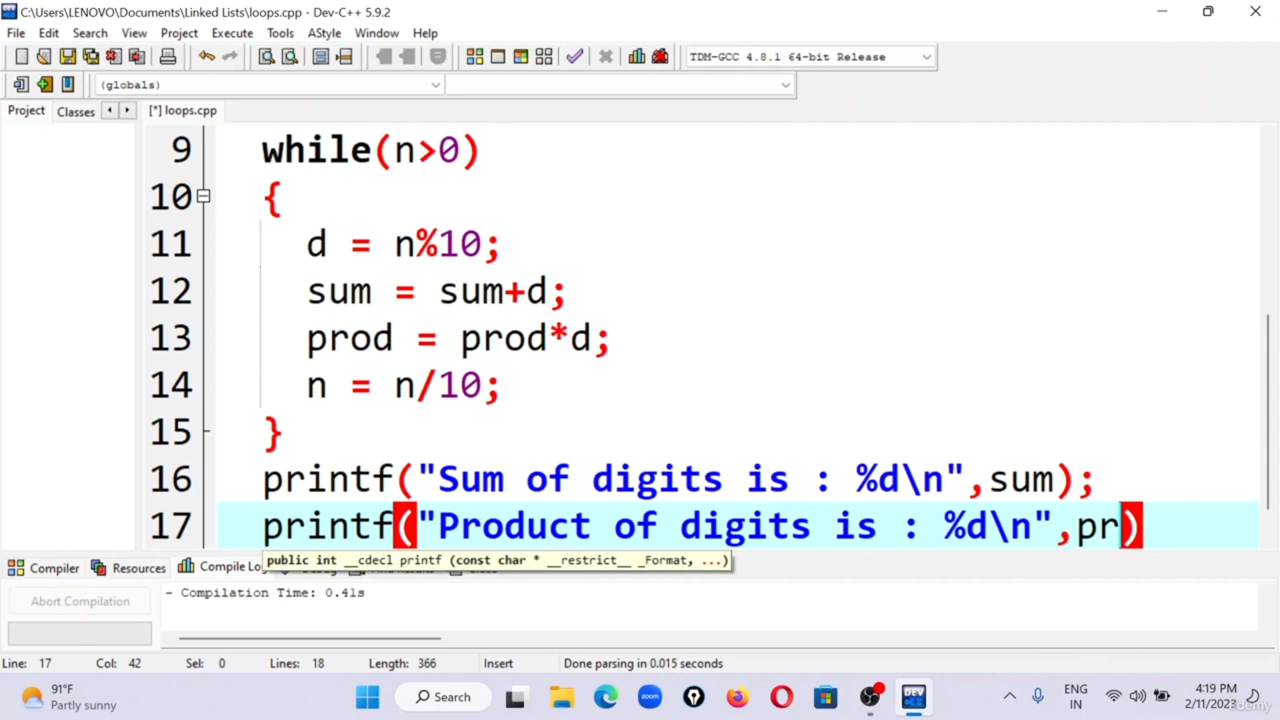 C:\Users\LENOVO\Documents\Linked Lists\loops.cpp - Dev-C++ 5.9.2
File Edit Search View Project Execute Tools AStyle Window Help
TDM-GCC 4.8.1 64-bit Release
(globals)
Project Classes [*] loops.cpp
9 while(n>0)
10 {
11 d = n%10;
12 sum = sum+d;
13 prod = prod*d;
14 n = n/10;
15 }
16 printf("Sum of digits is : %d\n",sum);
17 printf("Product of digits is : %d\n",pr)
public int __cdecl printf (const char * __restrict__ _Format, ...)
Compiler Resources Compile Log
Abort Compilation
- Compilation Time: 0.41s
Line: 17 Col: 42 Sel: 0 Lines: 18 Length: 366 Insert Done parsing in 0.015 seconds
91°F
Partly sunny
Search
zoom
DEV
ENG
IN
4:19 PM
2/11/2023